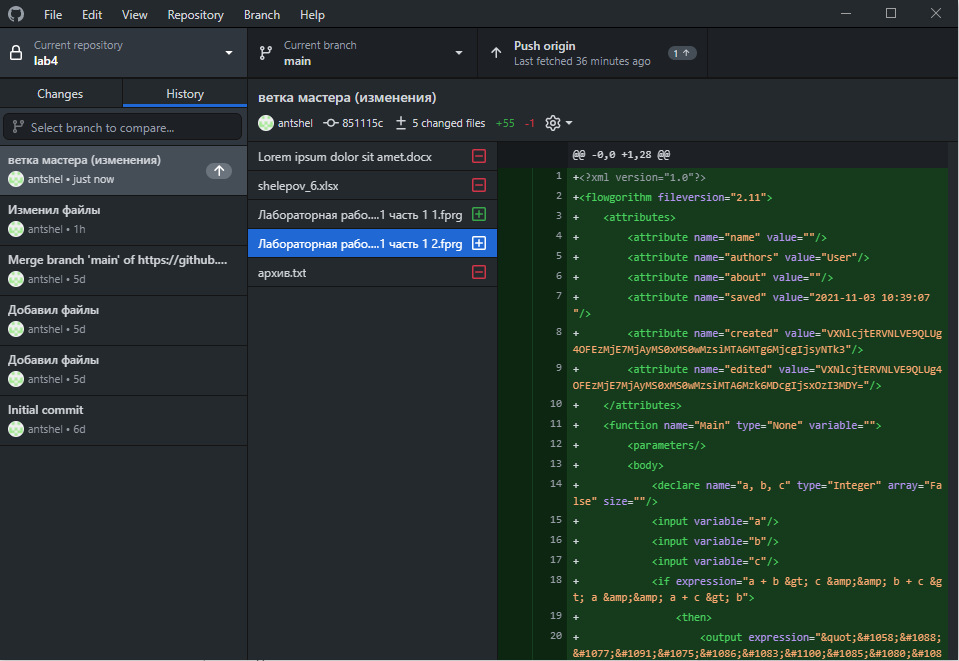 File Edit View Repository Branch Help
Current repository
lab4
Current branch
main
Push origin
Last fetched 36 minutes ago
1
Changes
History
Select branch to compare...
ветка мастера (изменения)
antshel • just now
Изменил файлы
antshel • 1h
Merge branch 'main' of https://github....
antshel • 5d
Добавил файлы
antshel • 5d
Добавил файлы
antshel • 5d
Initial commit
antshel • 6d
ветка мастера (изменения)
antshel 851115c 5 changed files +55 -1
Lorem ipsum dolor sit amet.docx
shelepov_6.xlsx
Лабораторная рабо....1 часть 1 1.fprg
Лабораторная рабо....1 часть 1 2.fprg
архив.txt
@@ -0,0 +1,28 @@
1 +<?xml version="1.0"?>
2 +<flowgorithm fileversion="2.11">
3 + <attributes>
4 + <attribute name="name" value=""/>
5 + <attribute name="authors" value="User"/>
6 + <attribute name="about" value=""/>
7 + <attribute name="saved" value="2021-11-03 10:39:07
"/>
8 + <attribute name="created" value="VXNlcjtERVNLVE9QLUg
4OFEzMjE7MjAyMS0xMS0wMzsiMTA6MTg6MjcgIjsyNTk3"/>
9 + <attribute name="edited" value="VXNlcjtERVNLVE9QLUg4
OFEzMjE7MjAyMS0xMS0wMzsiMTA6Mzk6MDcgIjsxOzI3MDY="/>
10 + </attributes>
11 + <function name="Main" type="None" variable="">
12 + <parameters/>
13 + <body>
14 + <declare name="a, b, c" type="Integer" array="Fa
lse" size=""/>
15 + <input variable="a"/>
16 + <input variable="b"/>
17 + <input variable="c"/>
18 + <if expression="a + b &gt; c &amp;&amp; b + c &g
t; a &amp;&amp; a + c &gt; b">
19 + <then>
20 + <output expression="&quot;&#1058;&#1088;
&#1077;&#1091;&#1075;&#1086;&#1083;&#1100;&#1085;&#1080;&#108